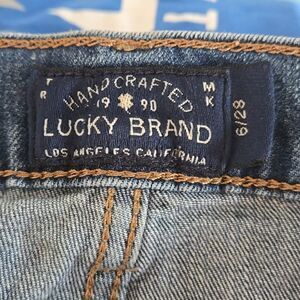 T HANDCRAFTED M
R 19 90 K
LUCKY BRAND
LOS ANGELES CALIFORNIA
6/28